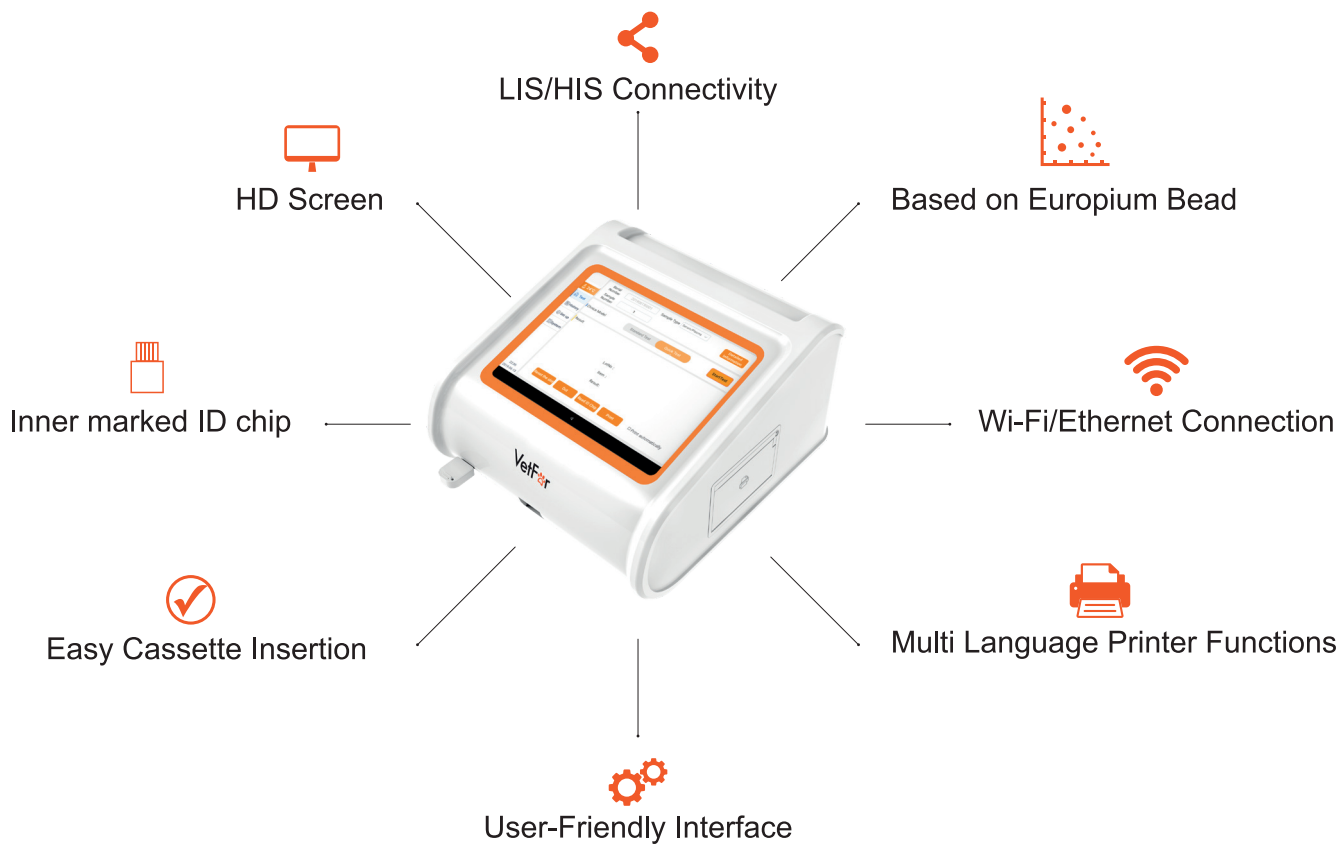 LIS/HIS Connectivity
HD Screen
Based on Europium Bead
Inner marked ID chip
Wi-Fi/Ethernet Connection
VetFor
Easy Cassette Insertion
Multi Language Printer Functions
User-Friendly Interface